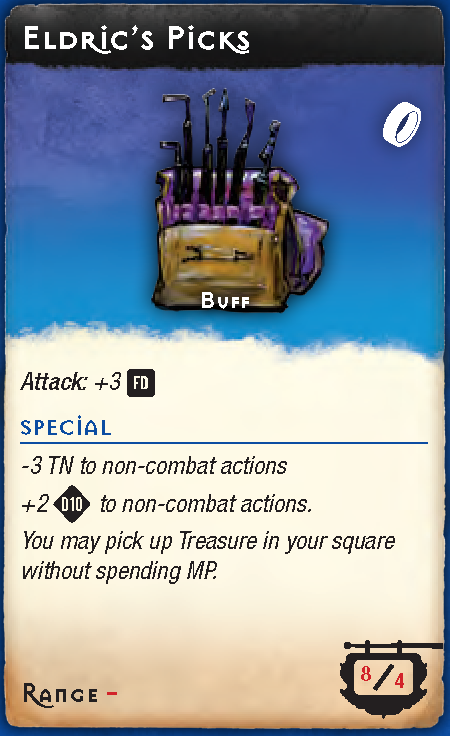 Eldric's Picks
Buff
Attack: +3 FD
SPECIAL
-3 TN to non-combat actions
+2 D10 to non-combat actions.
You may pick up Treasure in your square
without spending MP.
Range -
8/4